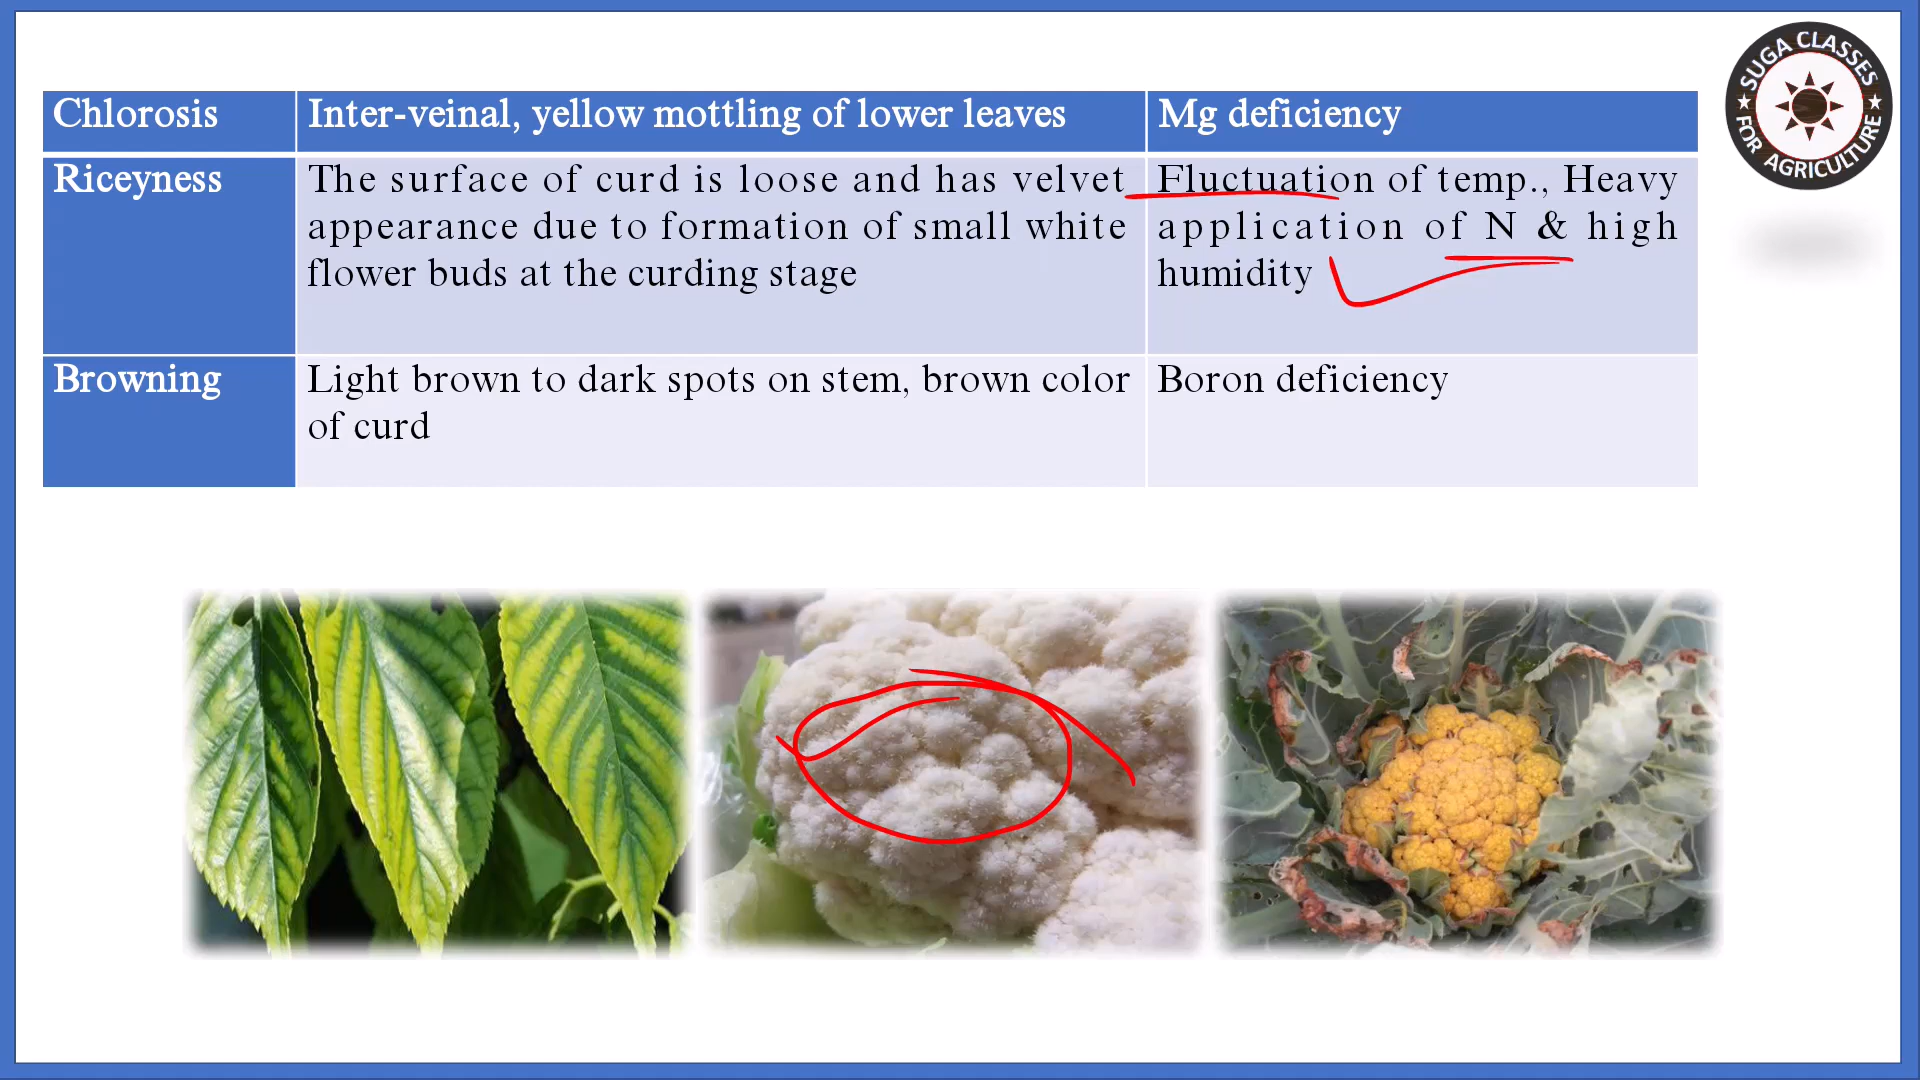 SUGA CLASSES
FOR AGRICULTURE
Chlorosis
Inter-veinal, yellow mottling of lower leaves
Mg deficiency
Riceyness
The surface of curd is loose and has velvet
appearance due to formation of small white
flower buds at the curding stage
Fluctuation of temp., Heavy
application of N & high
humidity
Browning
Light brown to dark spots on stem, brown color
of curd
Boron deficiency